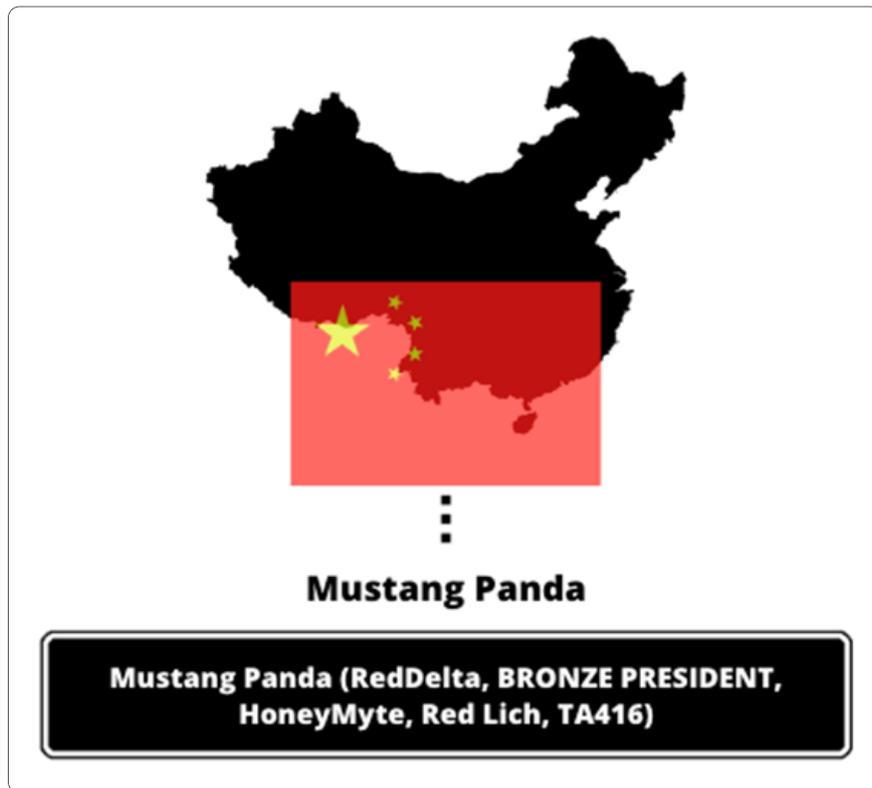 Mustang Panda
Mustang Panda (RedDelta, BRONZE PRESIDENT,
HoneyMyte, Red Lich, TA416)